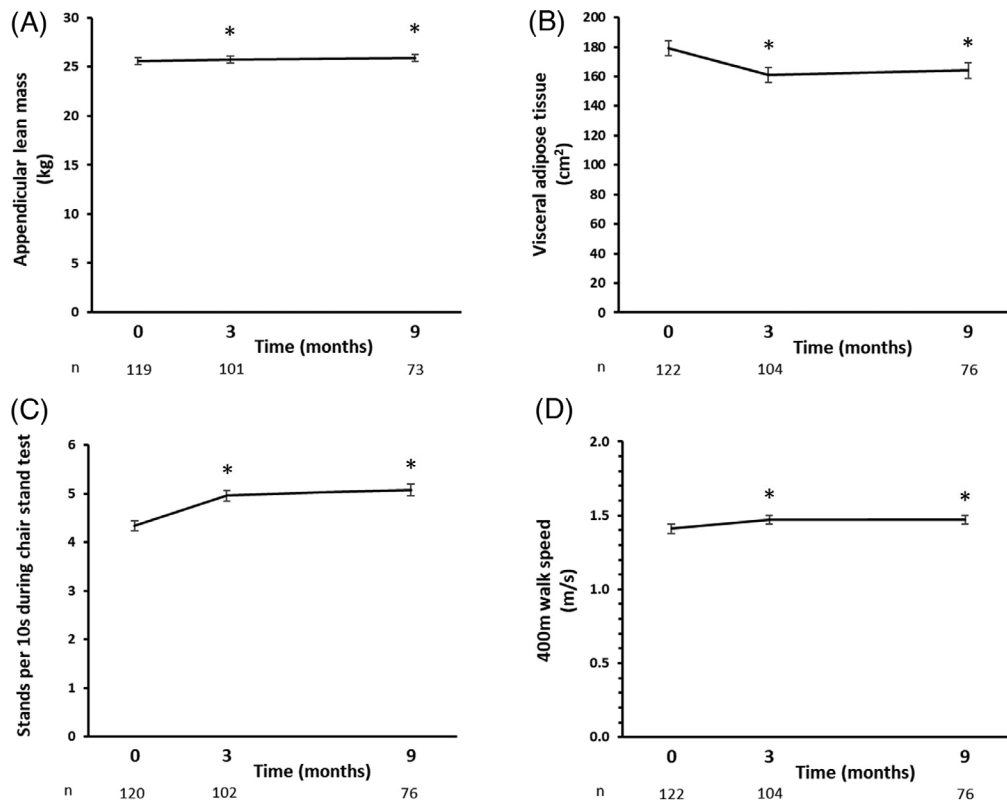 (A)
30
25
20
15
10
5
0
Appendicular lean mass
(kg)
*
*
0 3 9
Time (months)
n 119 101 73
(B)
200
180
160
140
120
100
80
60
40
20
0
Visceral adipose tissue
(cm²)
*
*
0 3 9
Time (months)
n 122 104 76
(C)
6
5
4
3
2
1
0
Stands per 10s during chair stand test
*
*
0 3 9
Time (months)
n 120 102 76
(D)
2.0
1.5
1.0
0.5
0.0
400m walk speed
(m/s)
*
*
0 3 9
Time (months)
n 122 104 76